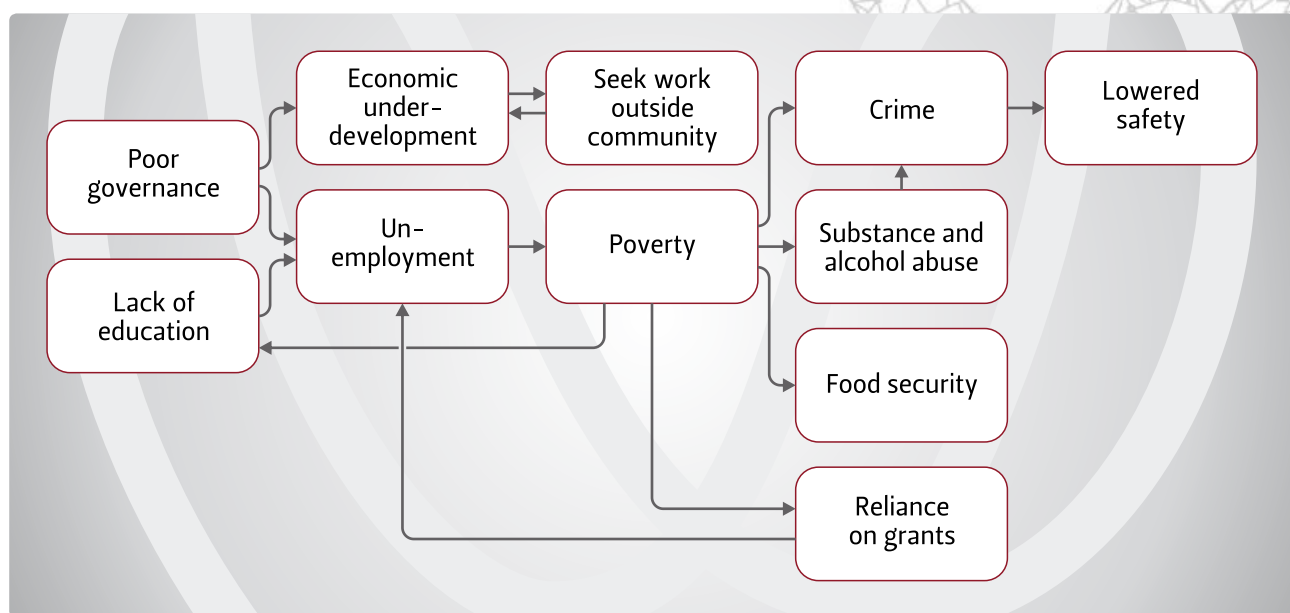 Economic
under-
development
Seek work
outside
community
Crime
Lowered
safety
Poor
governance
Un-
employment
Poverty
Substance and
alcohol abuse
Lack of
education
Food security
Reliance
on grants